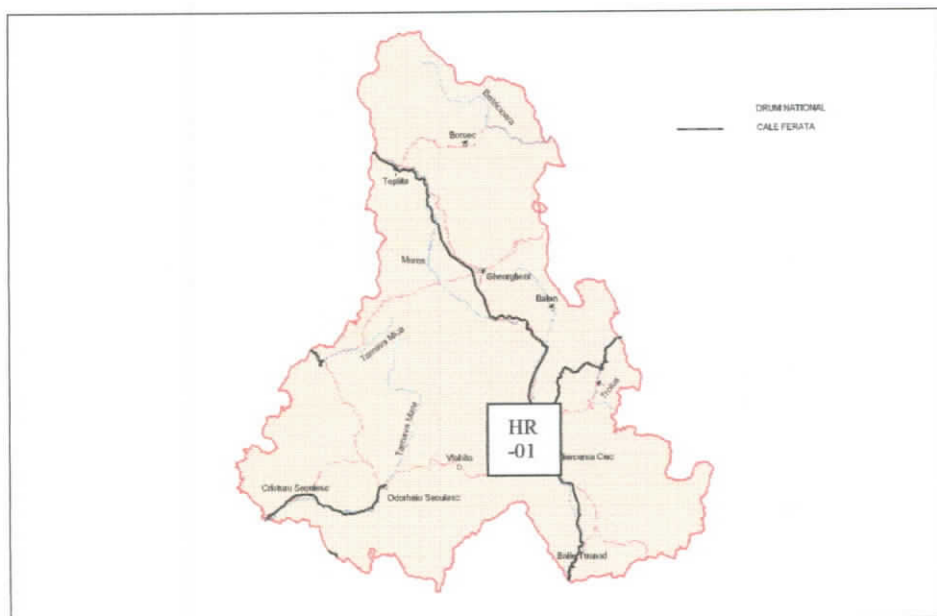 DRUM NATIONAL
CALE FERATA
Borsec
Toplita
Mures
Gheorgheni
Balan
Tarnava Mica
Trotus
Tarnava Mare
HR
-01
Vlahita
Miercurea Ciuc
Cristuru Secuiesc
Odorheiu Secuiesc
Baile Tusnad